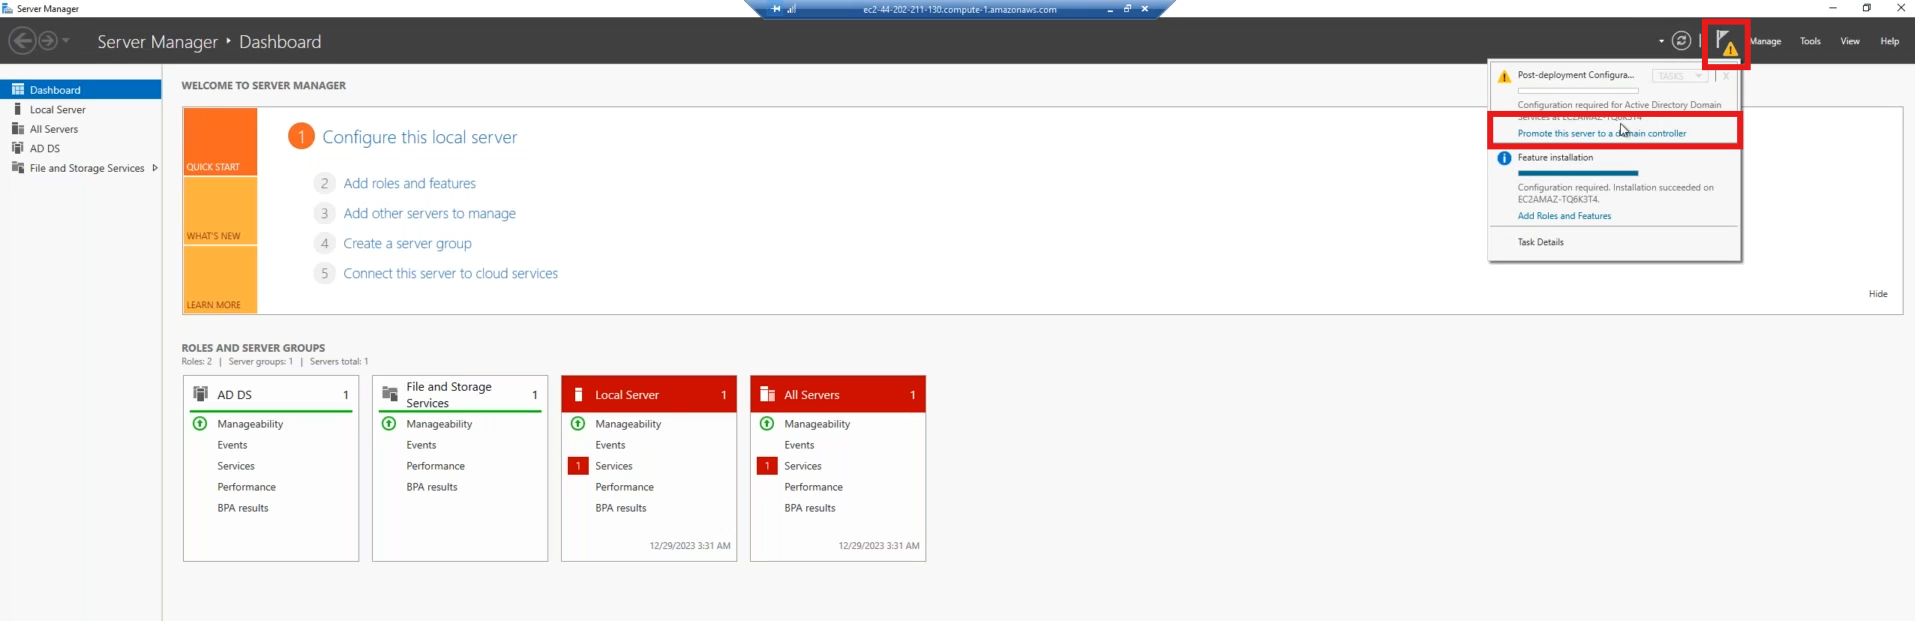 Server Manager
ec2-44-202-211-130.compute-1.amazonaws.com
Server Manager ‣ Dashboard
Manage
Tools
View
Help
Dashboard
Local Server
All Servers
AD DS
File and Storage Services
WELCOME TO SERVER MANAGER
QUICK START
WHAT'S NEW
LEARN MORE
1 Configure this local server
2 Add roles and features
3 Add other servers to manage
4 Create a server group
5 Connect this server to cloud services
Hide
Post-deployment Configura...
TASKS
X
Configuration required for Active Directory Domain
Services at EC2AMAZ-TQ6K3T4
Promote this server to a domain controller
Feature installation
Configuration required. Installation succeeded on
EC2AMAZ-TQ6K3T4.
Add Roles and Features
Task Details
ROLES AND SERVER GROUPS
Roles: 2 | Server groups: 1 | Servers total: 1
AD DS 1
Manageability
Events
Services
Performance
BPA results
File and Storage
Services 1
Manageability
Events
Performance
BPA results
Local Server 1
Manageability
Events
1 Services
Performance
BPA results
12/29/2023 3:31 AM
All Servers 1
Manageability
Events
1 Services
Performance
BPA results
12/29/2023 3:31 AM